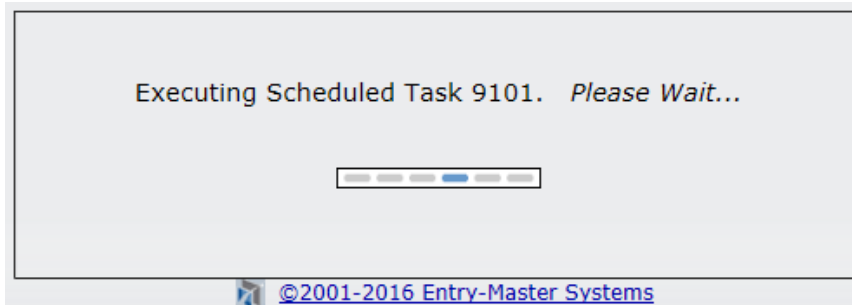 Executing Scheduled Task 9101. Please Wait...
©2001-2016 Entry-Master Systems